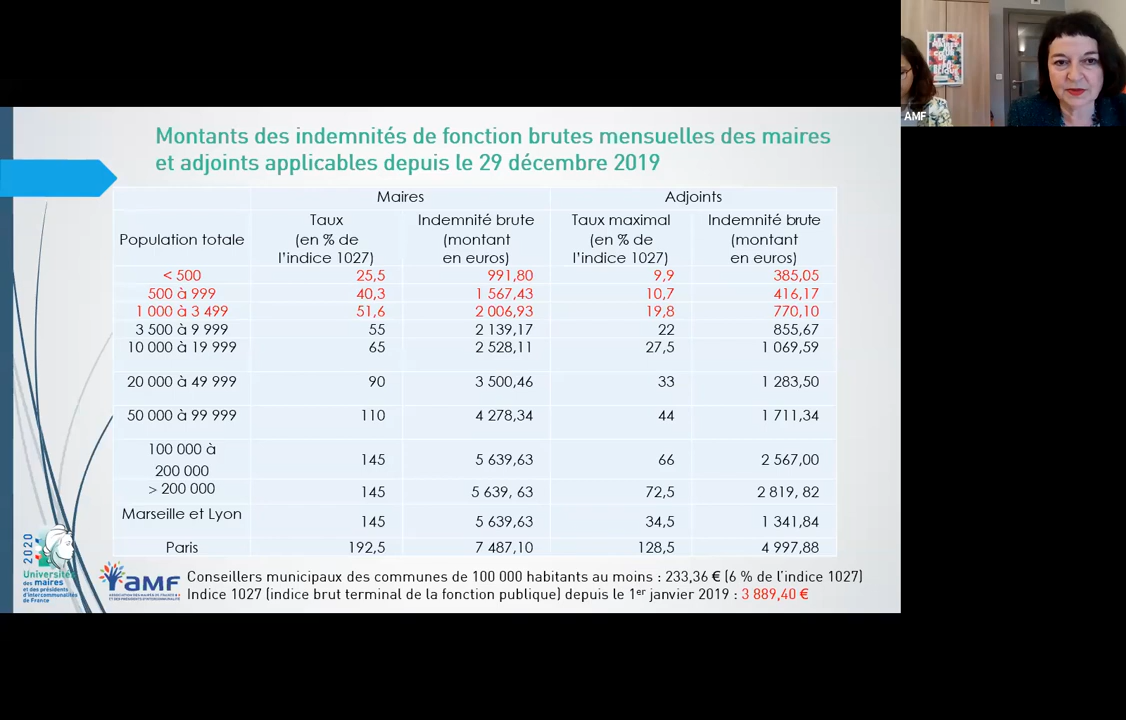 Montants des indemnités de fonction brutes mensuelles des maires
et adjoints applicables depuis le 29 décembre 2019
Maires Adjoints
Population totale Taux (en % de l'indice 1027) Indemnité brute (montant en euros) Taux maximal (en % de l'indice 1027) Indemnité brute (montant en euros)
< 500 25,5 991,80 9,9 385,05
500 à 999 40,3 1 567,43 10,7 416,17
1 000 à 3 499 51,6 2 006,93 19,8 770,10
3 500 à 9 999 55 2 139,17 22 855,67
10 000 à 19 999 65 2 528,11 27,5 1 069,59
20 000 à 49 999 90 3 500,46 33 1 283,50
50 000 à 99 999 110 4 278,34 44 1 711,34
100 000 à 200 000 145 5 639,63 66 2 567,00
> 200 000 145 5 639, 63 72,5 2 819, 82
Marseille et Lyon 145 5 639,63 34,5 1 341,84
Paris 192,5 7 487,10 128,5 4 997,88
Conseillers municipaux des communes de 100 000 habitants au moins : 233,36 € (6 % de l'indice 1027)
Indice 1027 (indice brut terminal de la fonction publique) depuis le 1er janvier 2019 : 3 889,40 €
2020
Universités
des maires
et des présidents
d'intercommunalités
de France
AMF
AMF